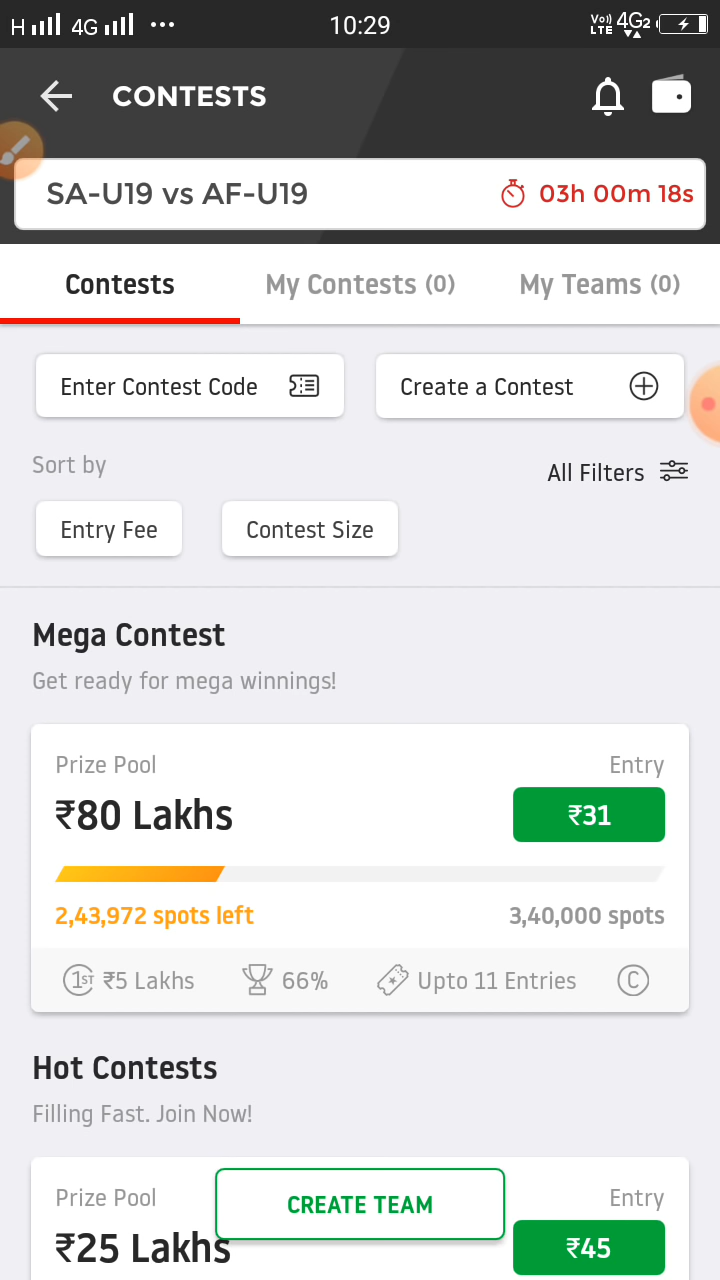 H 4G ... 10:29 Vo)) LTE 4G2
CONTESTS
SA-U19 vs AF-U19 03h 00m 18s
Contests My Contests (0) My Teams (0)
Enter Contest Code Create a Contest
Sort by
All Filters
Entry Fee Contest Size
Mega Contest
Get ready for mega winnings!
Prize Pool Entry
₹80 Lakhs ₹31
2,43,972 spots left 3,40,000 spots
1ST ₹5 Lakhs 66% Upto 11 Entries C
Hot Contests
Filling Fast. Join Now!
Prize Pool Entry
CREATE TEAM
₹25 Lakhs ₹45